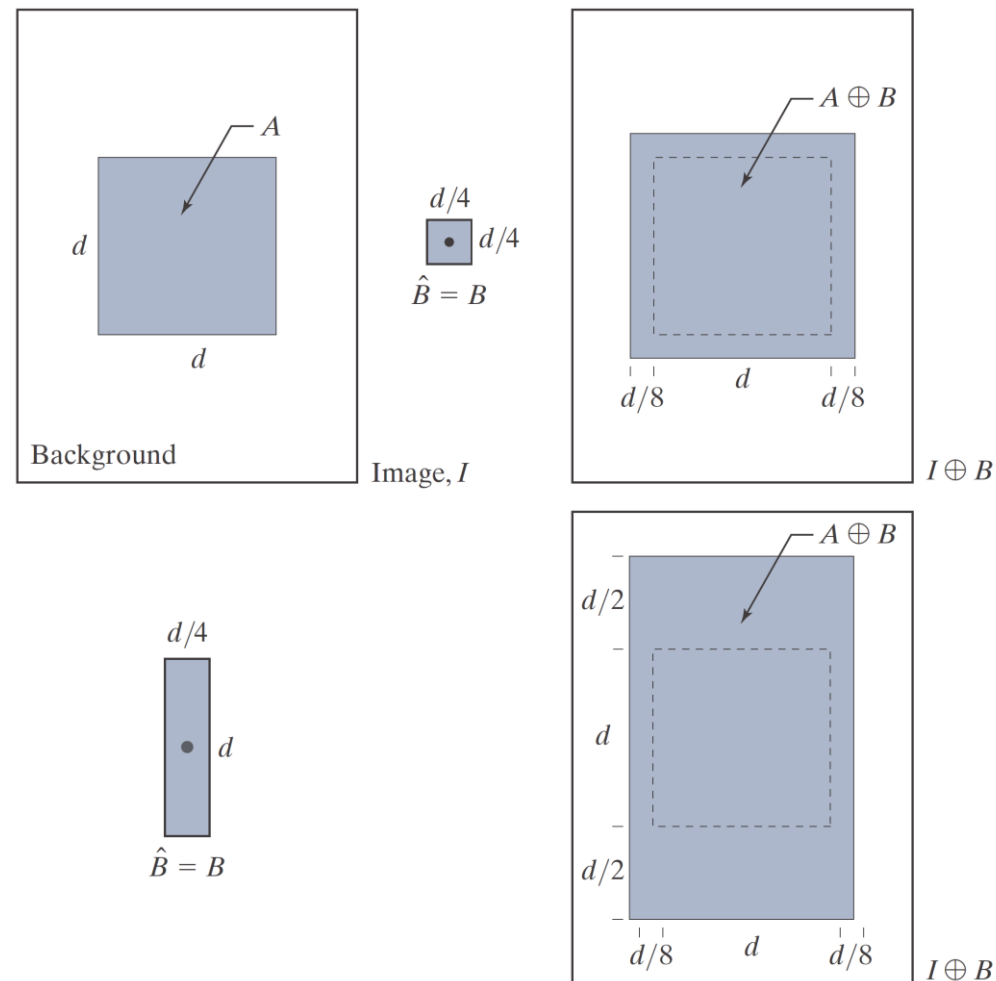 A
A ⊕ B
d/4
d
d/4
B̂ = B
d
d
d/8
d/8
Background
Image, I
I ⊕ B
A ⊕ B
d/2
d/4
d
d
d/2
B̂ = B
d/8
d
d/8
I ⊕ B